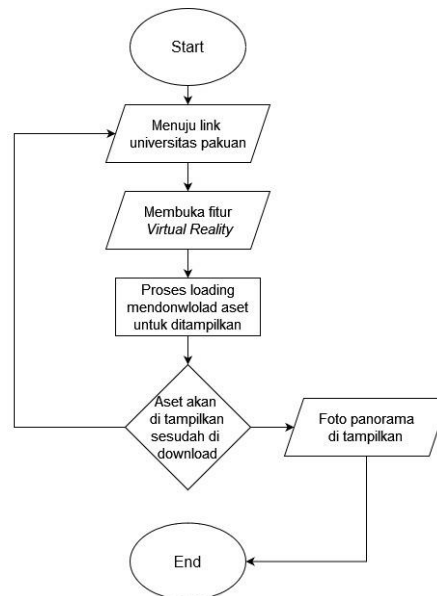 Start
Menuju link
universitas pakuan
Membuka fitur
Virtual Reality
Proses loading
mendonwlolad aset
untuk ditampilkan
Aset akan
di tampilkan
sesudah di
download
Foto panorama
di tampilkan
End